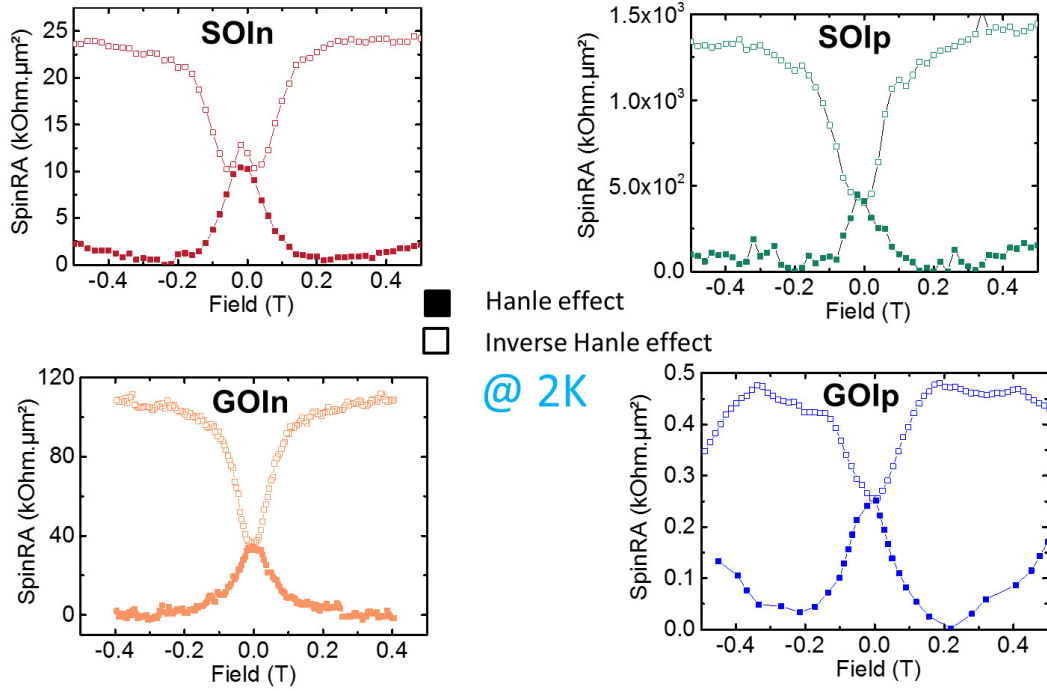 SOIn
SpinRA (kOhm.µm²)
25
20
15
10
5
0
-0.4 -0.2 0.0 0.2 0.4
Field (T)
SOIp
SpinRA (kOhm.µm²)
1.5x10³
1.0x10³
5.0x10²
0.0
-0.4 -0.2 0.0 0.2 0.4
Field (T)
Hanle effect
Inverse Hanle effect
@ 2K
GOIn
SpinRA (kOhm.µm²)
120
80
40
0
-0.4 -0.2 0.0 0.2 0.4
Field (T)
GOIp
SpinRA (kOhm.µm²)
0.5
0.4
0.3
0.2
0.1
0.0
-0.4 -0.2 0.0 0.2 0.4
Field (T)